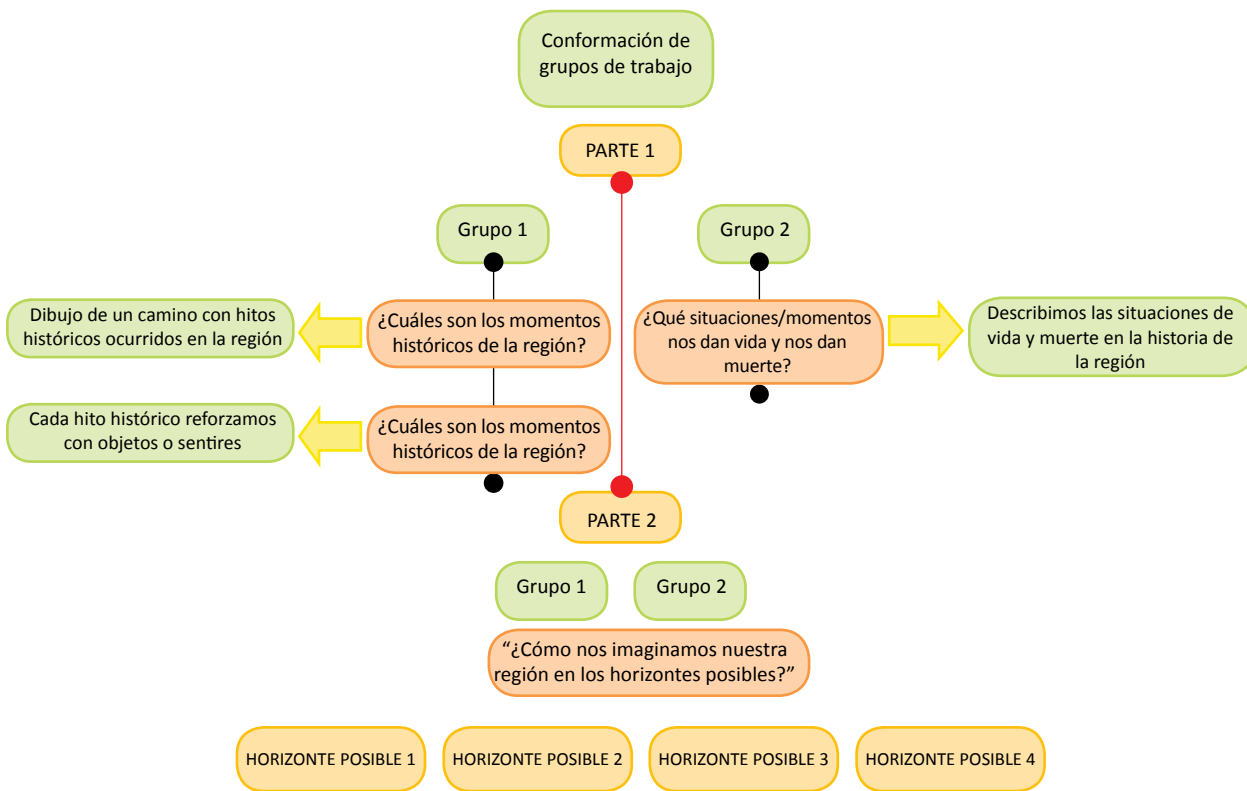 Conformación de
grupos de trabajo
PARTE 1
Grupo 1
Grupo 2
Dibujo de un camino con hitos
históricos ocurridos en la región
¿Cuáles son los momentos
históricos de la región?
¿Qué situaciones/momentos
nos dan vida y nos dan
muerte?
Describimos las situaciones de
vida y muerte en la historia de
la región
Cada hito histórico reforzamos
con objetos o sentires
¿Cuáles son los momentos
históricos de la región?
PARTE 2
Grupo 1
Grupo 2
“¿Cómo nos imaginamos nuestra
región en los horizontes posibles?”
HORIZONTE POSIBLE 1
HORIZONTE POSIBLE 2
HORIZONTE POSIBLE 3
HORIZONTE POSIBLE 4